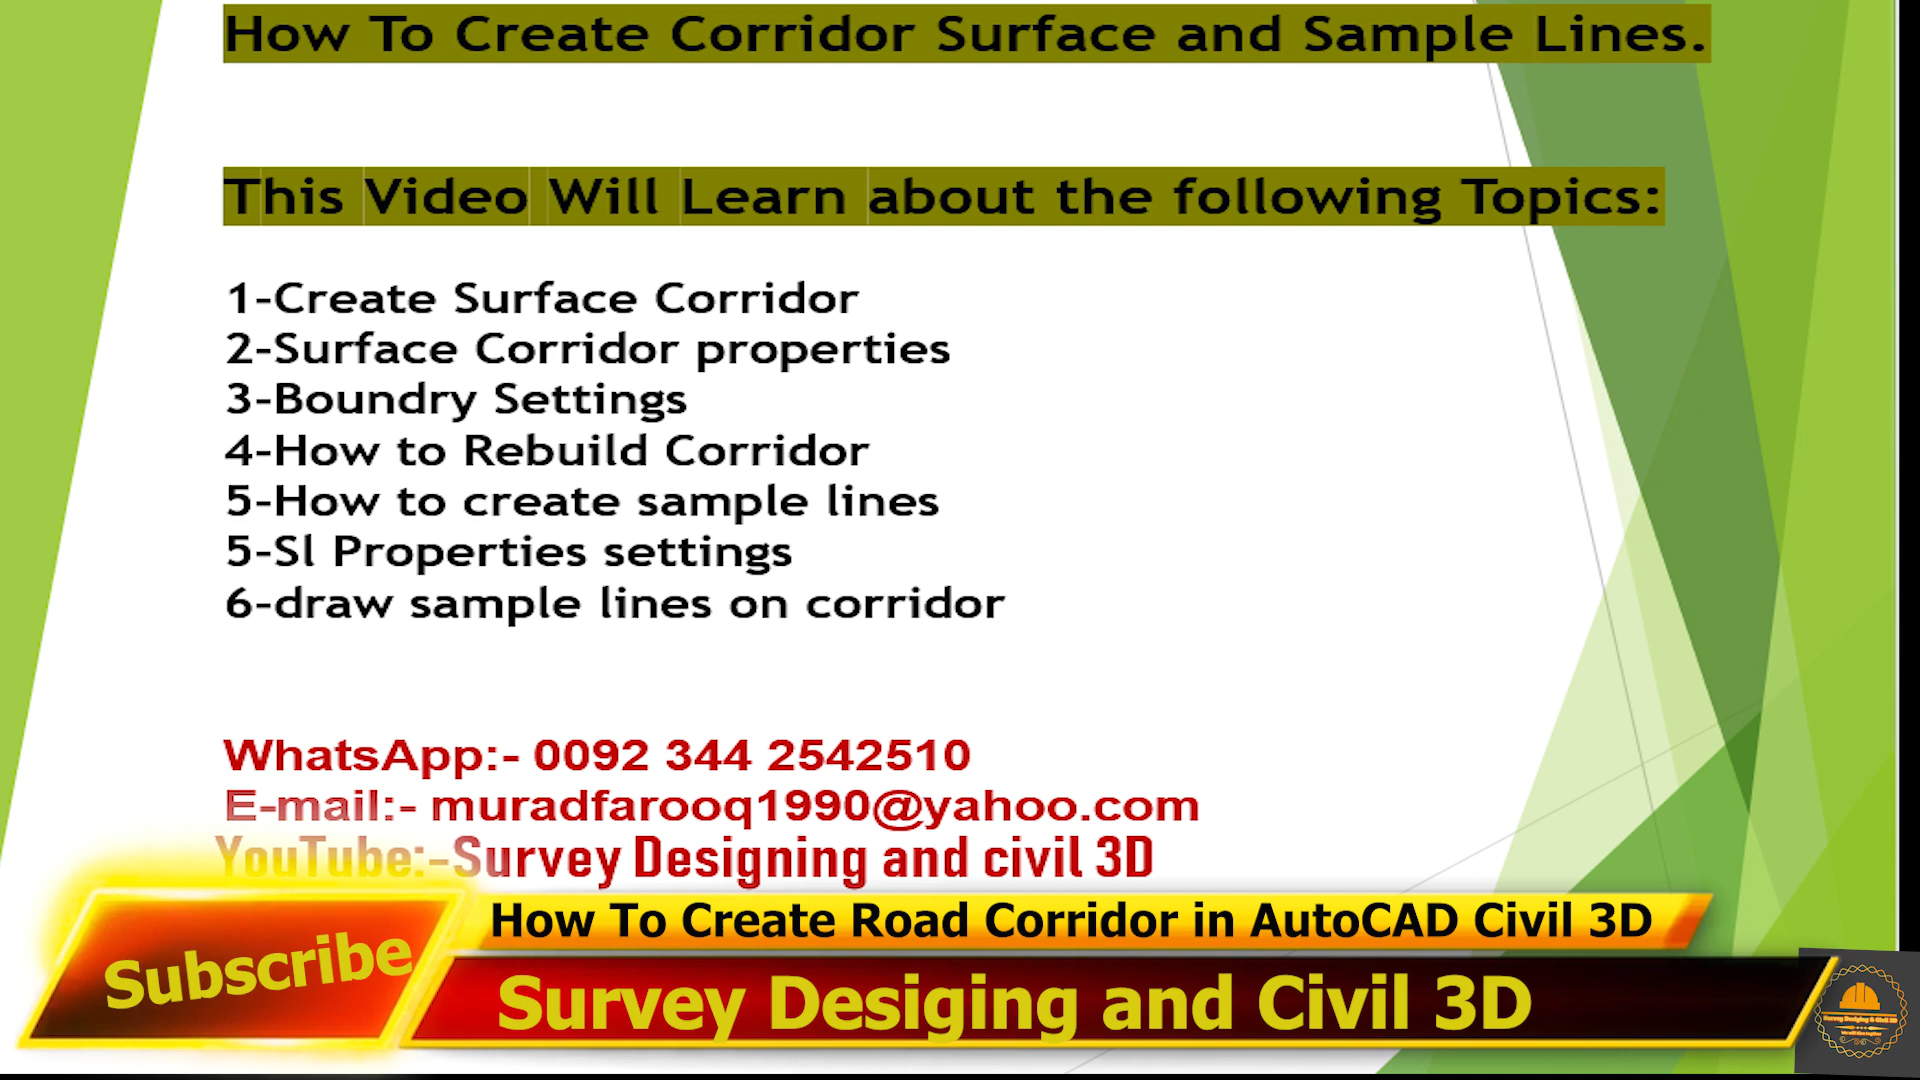 How To Create Corridor Surface and Sample Lines.
This Video Will Learn about the following Topics:
1-Create Surface Corridor
2-Surface Corridor properties
3-Boundry Settings
4-How to Rebuild Corridor
5-How to create sample lines
5-Sl Properties settings
6-draw sample lines on corridor
WhatsApp:- 0092 344 2542510
E-mail:- muradfarooq1990@yahoo.com
YouTube:-Survey Designing and civil 3D
How To Create Road Corridor in AutoCAD Civil 3D
Subscribe
Survey Desiging and Civil 3D